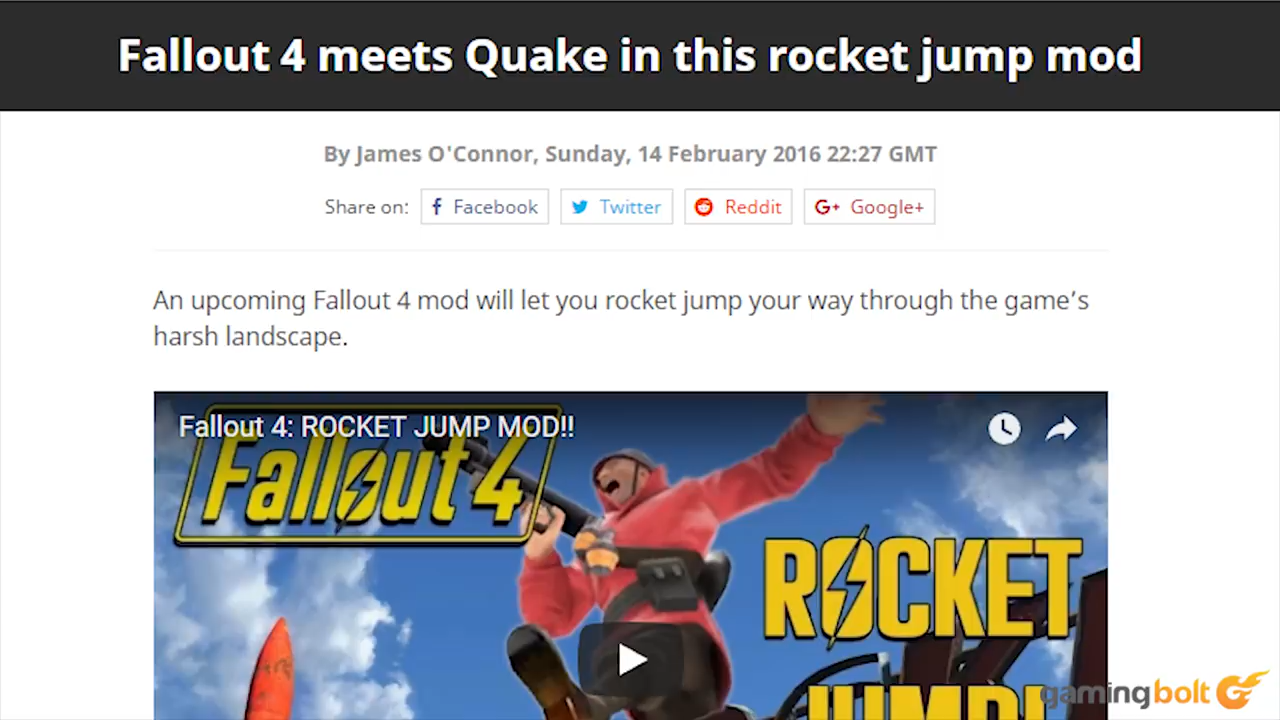 Fallout 4 meets Quake in this rocket jump mod
By James O'Connor, Sunday, 14 February 2016 22:27 GMT
Share on: Facebook Twitter Reddit Google+
An upcoming Fallout 4 mod will let you rocket jump your way through the game’s
harsh landscape.
Fallout 4: ROCKET JUMP MOD!!
Fallout 4
ROCKET
JUMP!
gamingbolt